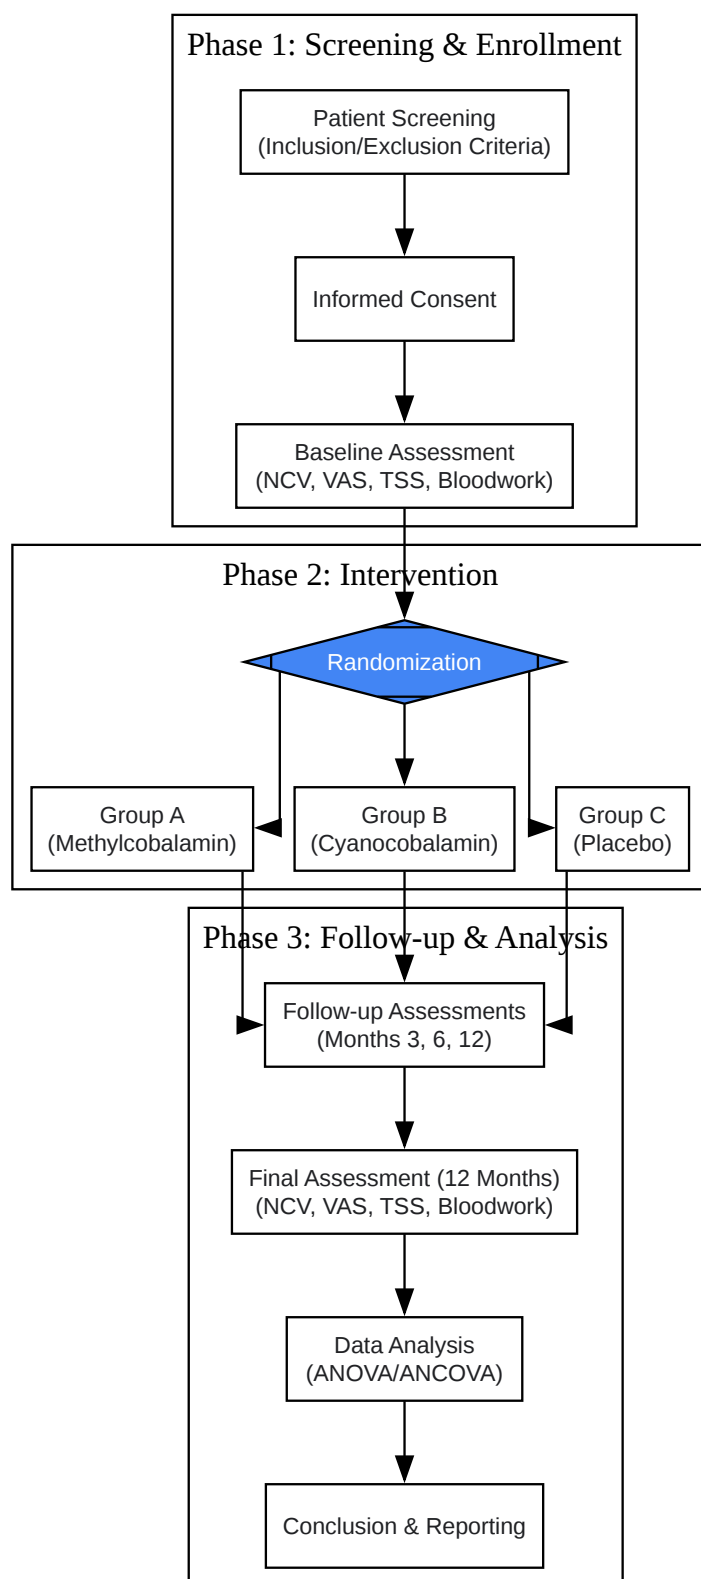 Phase 1: Screening & Enrollment
Patient Screening
(Inclusion/Exclusion Criteria)
Informed Consent
Baseline Assessment
(NCV, VAS, TSS, Bloodwork)
Phase 2: Intervention
Randomization
Group A
(Methylcobalamin)
Group B
(Cyanocobalamin)
Group C
(Placebo)
Phase 3: Follow-up & Analysis
Follow-up Assessments
(Months 3, 6, 12)
Final Assessment (12 Months)
(NCV, VAS, TSS, Bloodwork)
Data Analysis
(ANOVA/ANCOVA)
Conclusion & Reporting